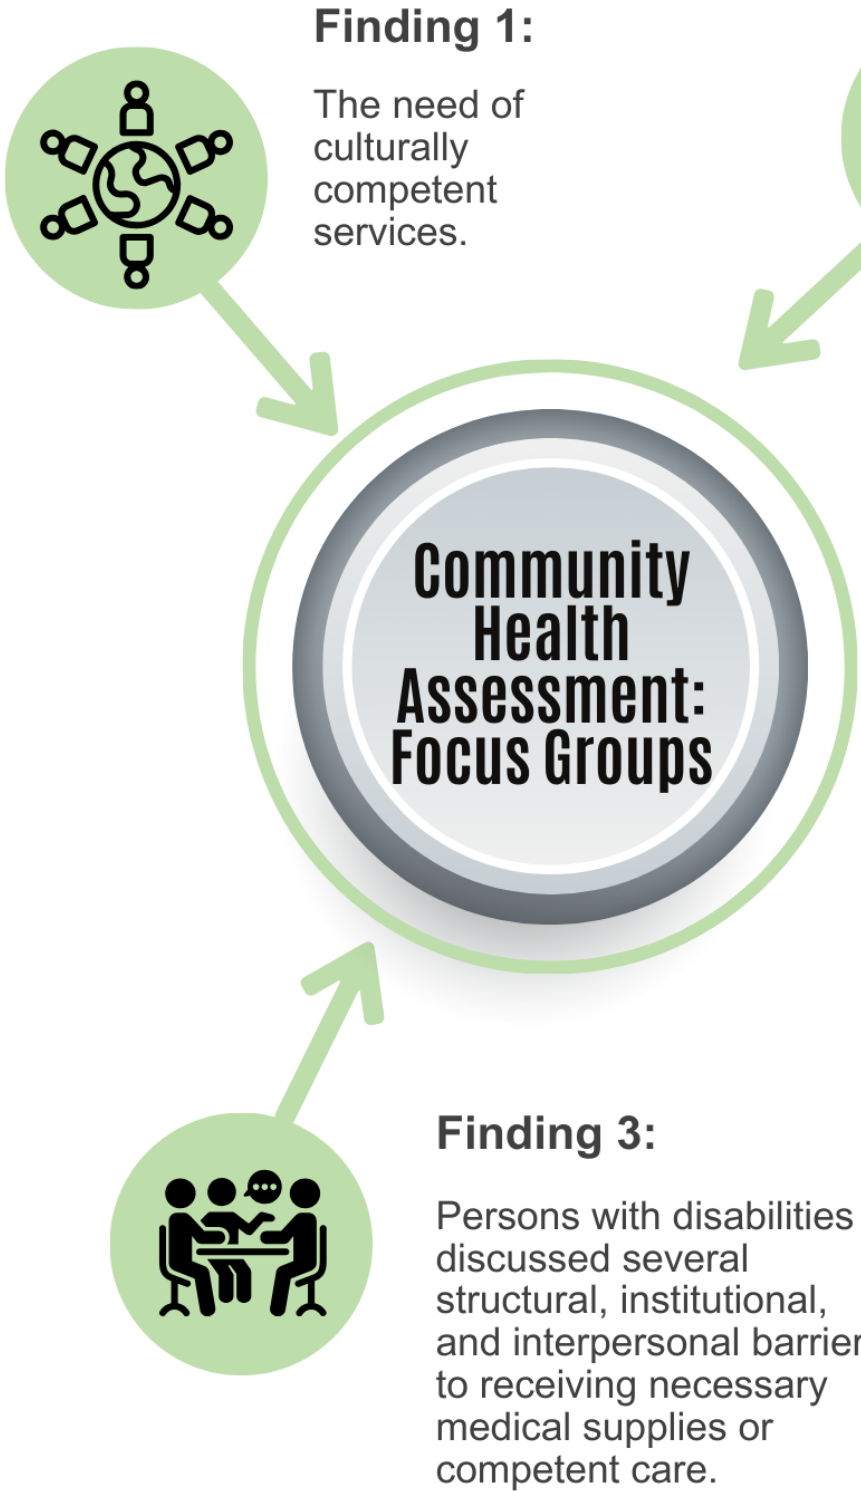 Finding 1:
The need of
culturally
competent
services.
Community
Health
Assessment:
Focus Groups
Finding 3:
Persons with disabilities
discussed several
structural, institutional,
and interpersonal barrier
to receiving necessary
medical supplies or
competent care.